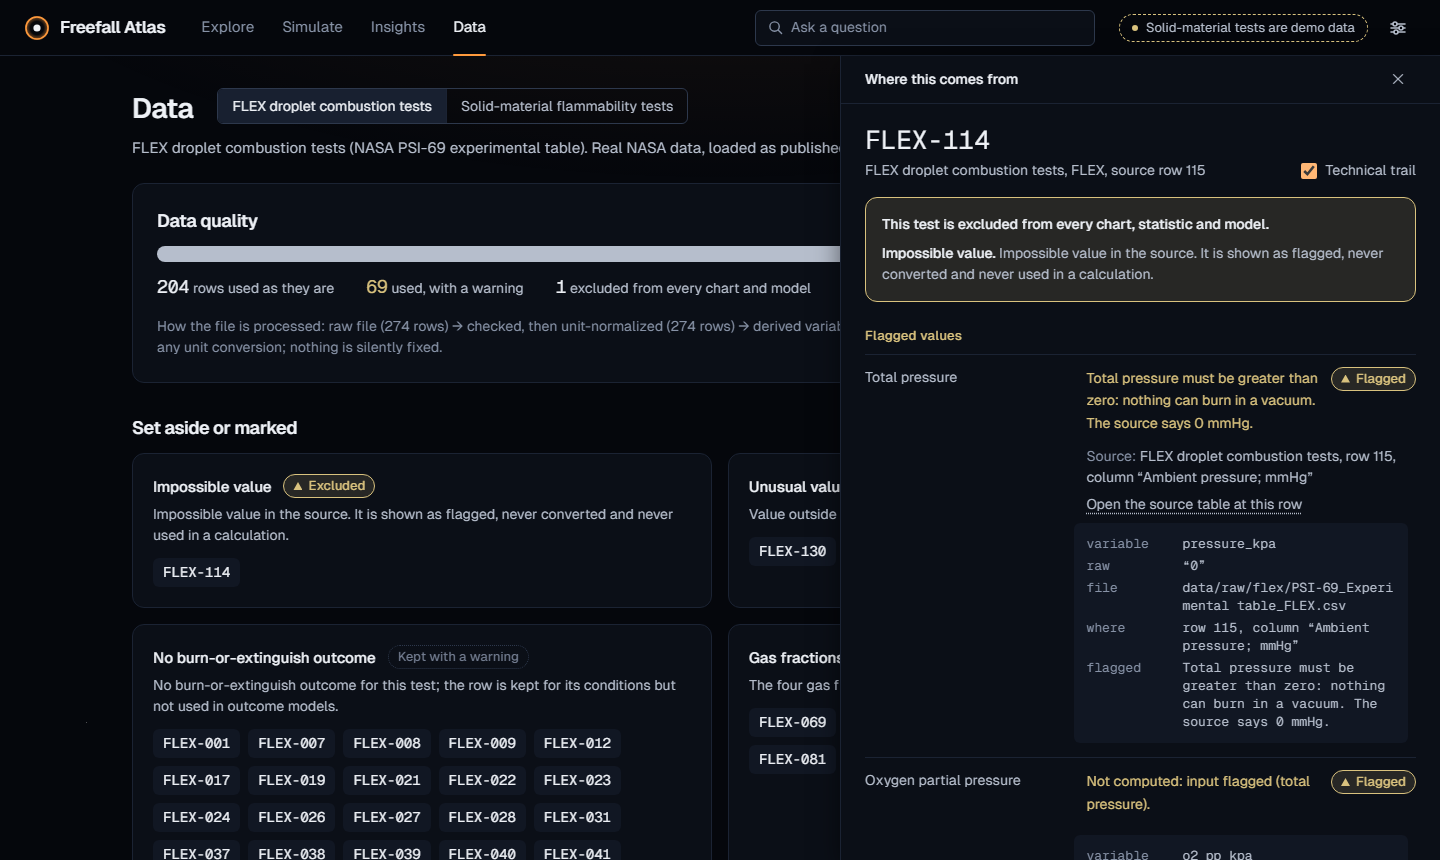 Freefall Atlas
Explore
Simulate
Insights
Data
Ask a question
Solid-material tests are demo data
Data
FLEX droplet combustion tests
Solid-material flammability tests
FLEX droplet combustion tests (NASA PSI-69 experimental table). Real NASA data, loaded as publishe
Data quality
204 rows used as they are
69 used, with a warning
1 excluded from every chart and model
How the file is processed: raw file (274 rows) → checked, then unit-normalized (274 rows) → derived variab
any unit conversion; nothing is silently fixed.
Set aside or marked
Impossible value
▲ Excluded
Impossible value in the source. It is shown as flagged, never converted and never
used in a calculation.
FLEX-114
Unusual valu
Value outside
FLEX-130
No burn-or-extinguish outcome
Kept with a warning
No burn-or-extinguish outcome for this test; the row is kept for its conditions but
not used in outcome models.
FLEX-001 FLEX-007 FLEX-008 FLEX-009 FLEX-012
FLEX-017 FLEX-019 FLEX-021 FLEX-022 FLEX-023
FLEX-024 FLEX-026 FLEX-027 FLEX-028 FLEX-031
FLEX-037 FLEX-038 FLEX-039 FLEX-040 FLEX-041
Gas fractions
The four gas f
FLEX-069
FLEX-081
Where this comes from
FLEX-114
FLEX droplet combustion tests, FLEX, source row 115
Technical trail
This test is excluded from every chart, statistic and model.
Impossible value. Impossible value in the source. It is shown as flagged, never
converted and never used in a calculation.
Flagged values
Total pressure
Total pressure must be greater than
zero: nothing can burn in a vacuum.
The source says 0 mmHg.
▲ Flagged
Source: FLEX droplet combustion tests, row 115,
column “Ambient pressure; mmHg”
Open the source table at this row
variable pressure_kpa
raw “0”
file data/raw/flex/PSI-69_Experi
mental table_FLEX.csv
where row 115, column “Ambient
pressure; mmHg”
flagged Total pressure must be
greater than zero: nothing
can burn in a vacuum. The
source says 0 mmHg.
Oxygen partial pressure
Not computed: input flagged (total
pressure).
▲ Flagged
variable o2_pp_kpa